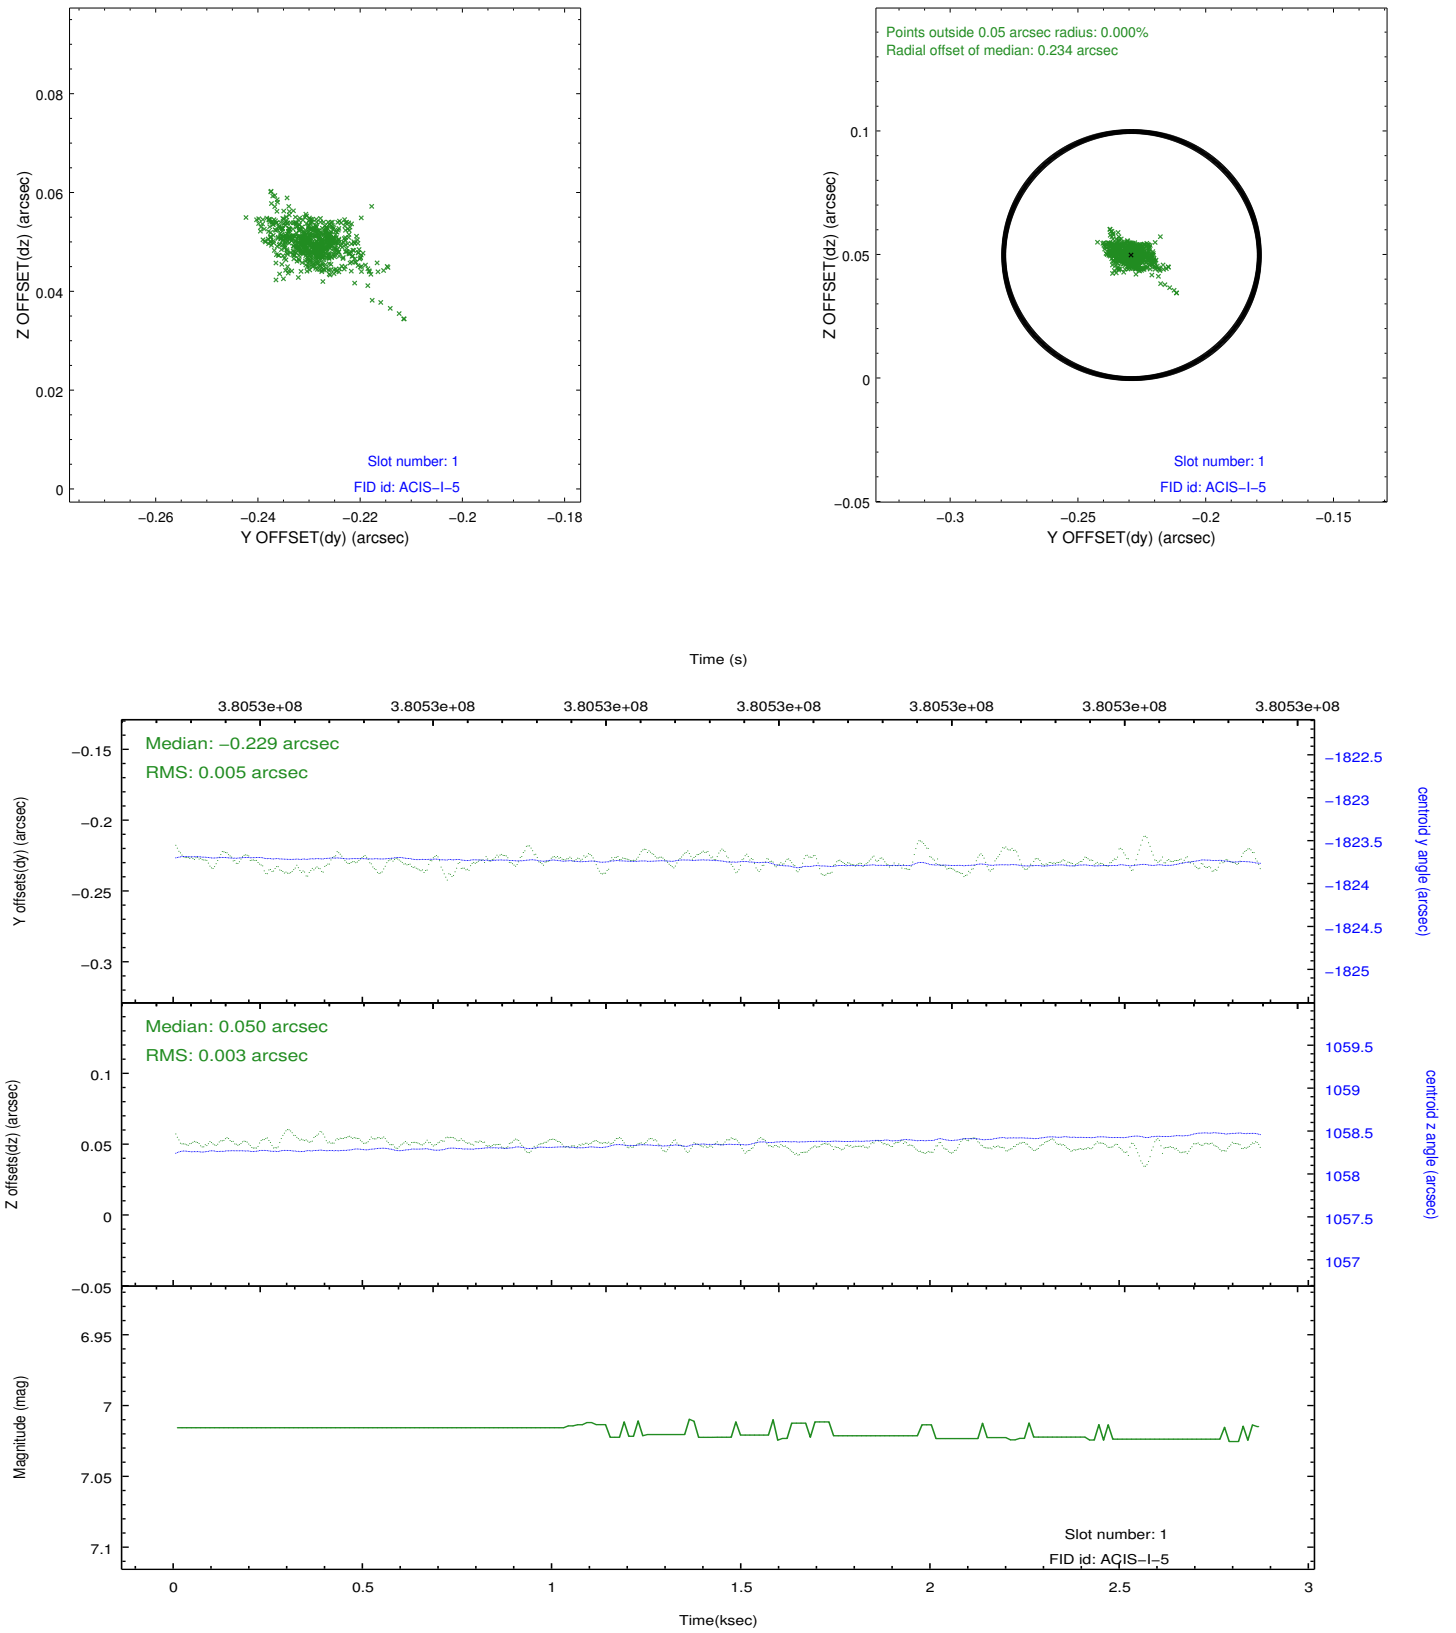 0.08
0.06
0.04
0.02
0
Z OFFSET(dz) (arcsec)
Slot number: 1
FID id: ACIS−I−5
−0.26 −0.24 −0.22 −0.2 −0.18
Y OFFSET(dy) (arcsec)
Points outside 0.05 arcsec radius: 0.000%
Radial offset of median: 0.234 arcsec
0.1
0.05
0
−0.05
Z OFFSET(dz) (arcsec)
Slot number: 1
FID id: ACIS−I−5
−0.3 −0.25 −0.2 −0.15
Y OFFSET(dy) (arcsec)
Time (s)
3.8053e+08 3.8053e+08 3.8053e+08 3.8053e+08 3.8053e+08 3.8053e+08 3.8053e+08
Median: −0.229 arcsec
RMS: 0.005 arcsec
−0.15
−0.2
−0.25
−0.3
Y offsets(dy) (arcsec)
−1822.5
−1823
−1823.5
−1824
−1824.5
−1825
centroid y angle (arcsec)
Median: 0.050 arcsec
RMS: 0.003 arcsec
0.1
0.05
0
−0.05
Z offsets(dz) (arcsec)
1059.5
1059
1058.5
1058
1057.5
1057
centroid z angle (arcsec)
6.95
7
7.05
7.1
Magnitude (mag)
Slot number: 1
FID id: ACIS−I−5
0 0.5 1 1.5 2 2.5 3
Time(ksec)